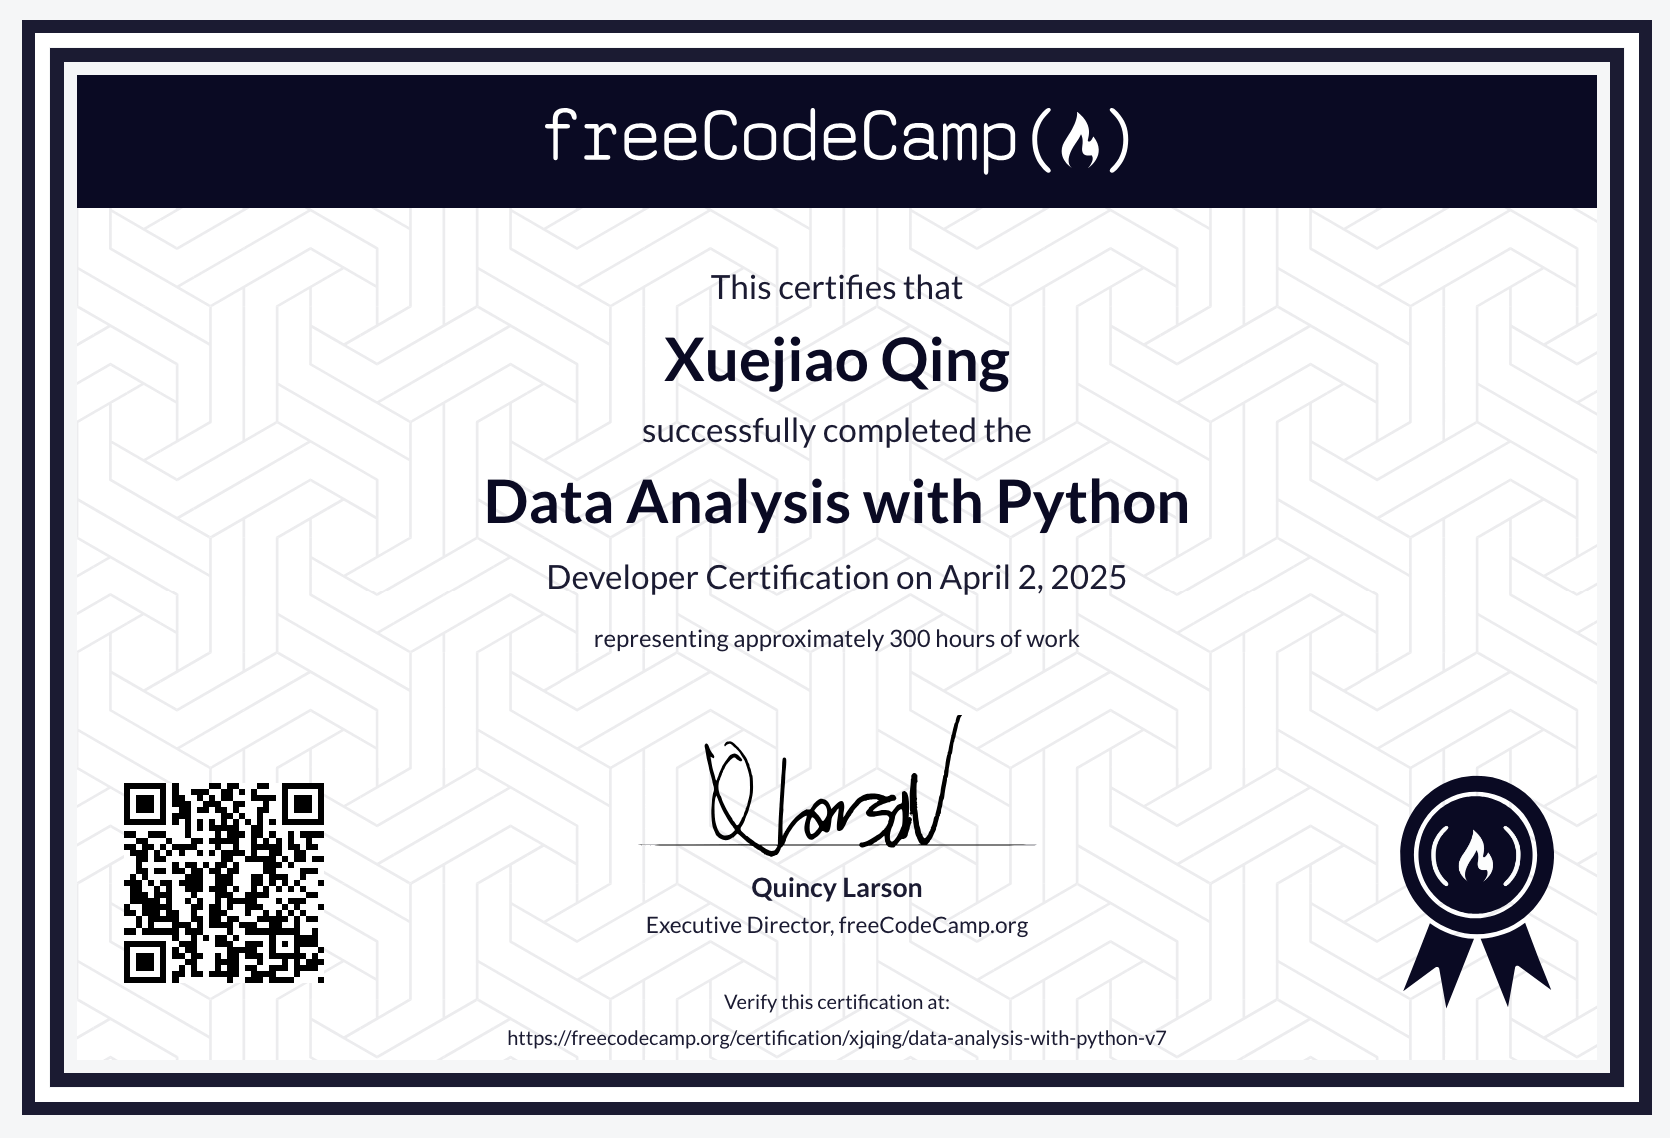 freeCodeCamp
This certifies that
Xuejiao Qing
successfully completed the
Data Analysis with Python
Developer Certification on April 2, 2025
representing approximately 300 hours of work
Q Larson
Quincy Larson
Executive Director, freeCodeCamp.org
Verify this certification at:
https://freecodecamp.org/certification/xjqing/data-analysis-with-python-v7